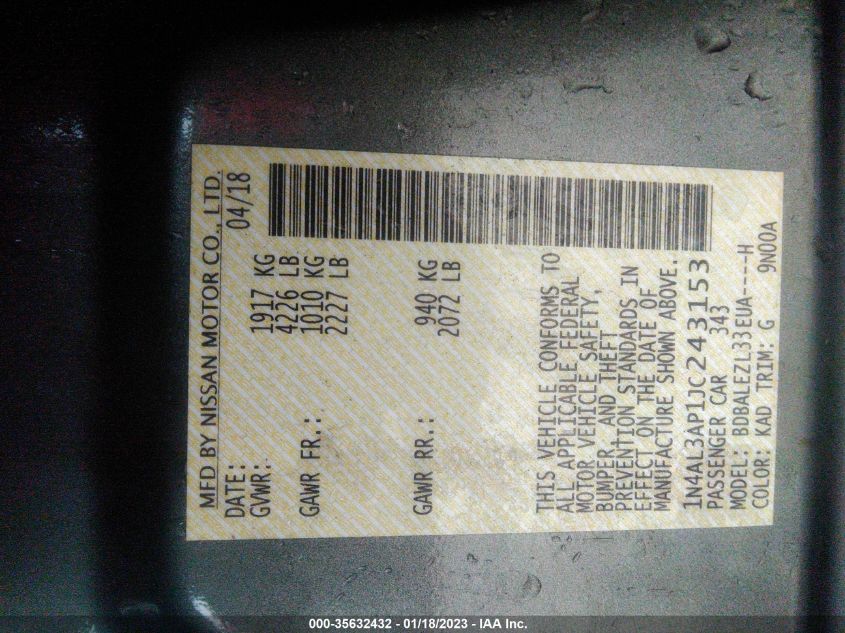 MFD BY NISSAN MOTOR CO., LTD.
DATE: 04/18
GVWR: 1917 KG
4226 LB
GAWR FR.: 1010 KG
2227 LB
GAWR RR.: 940 KG
2072 LB
THIS VEHICLE CONFORMS TO
ALL APPLICABLE FEDERAL
MOTOR VEHICLE SAFETY,
BUMPER, AND THEFT
PREVENTION STANDARDS IN
EFFECT ON THE DATE OF
MANUFACTURE SHOWN ABOVE.
1N4AL3AP1JC243153
PASSENGER CAR 343
MODEL: BDBALEZL33EUA----H
COLOR: KAD TRIM: G 9N00A
000-35632432 - 01/18/2023 - IAA Inc.